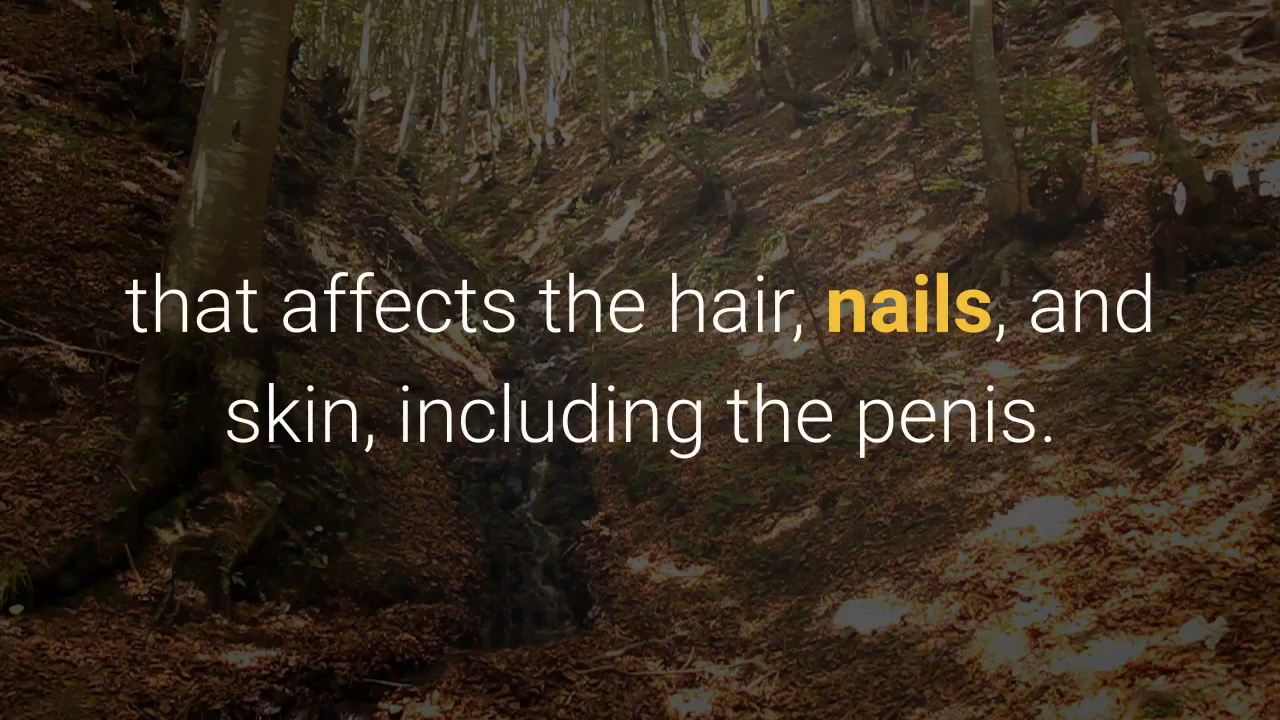 that affects the hair, nails, and
skin, including the penis.